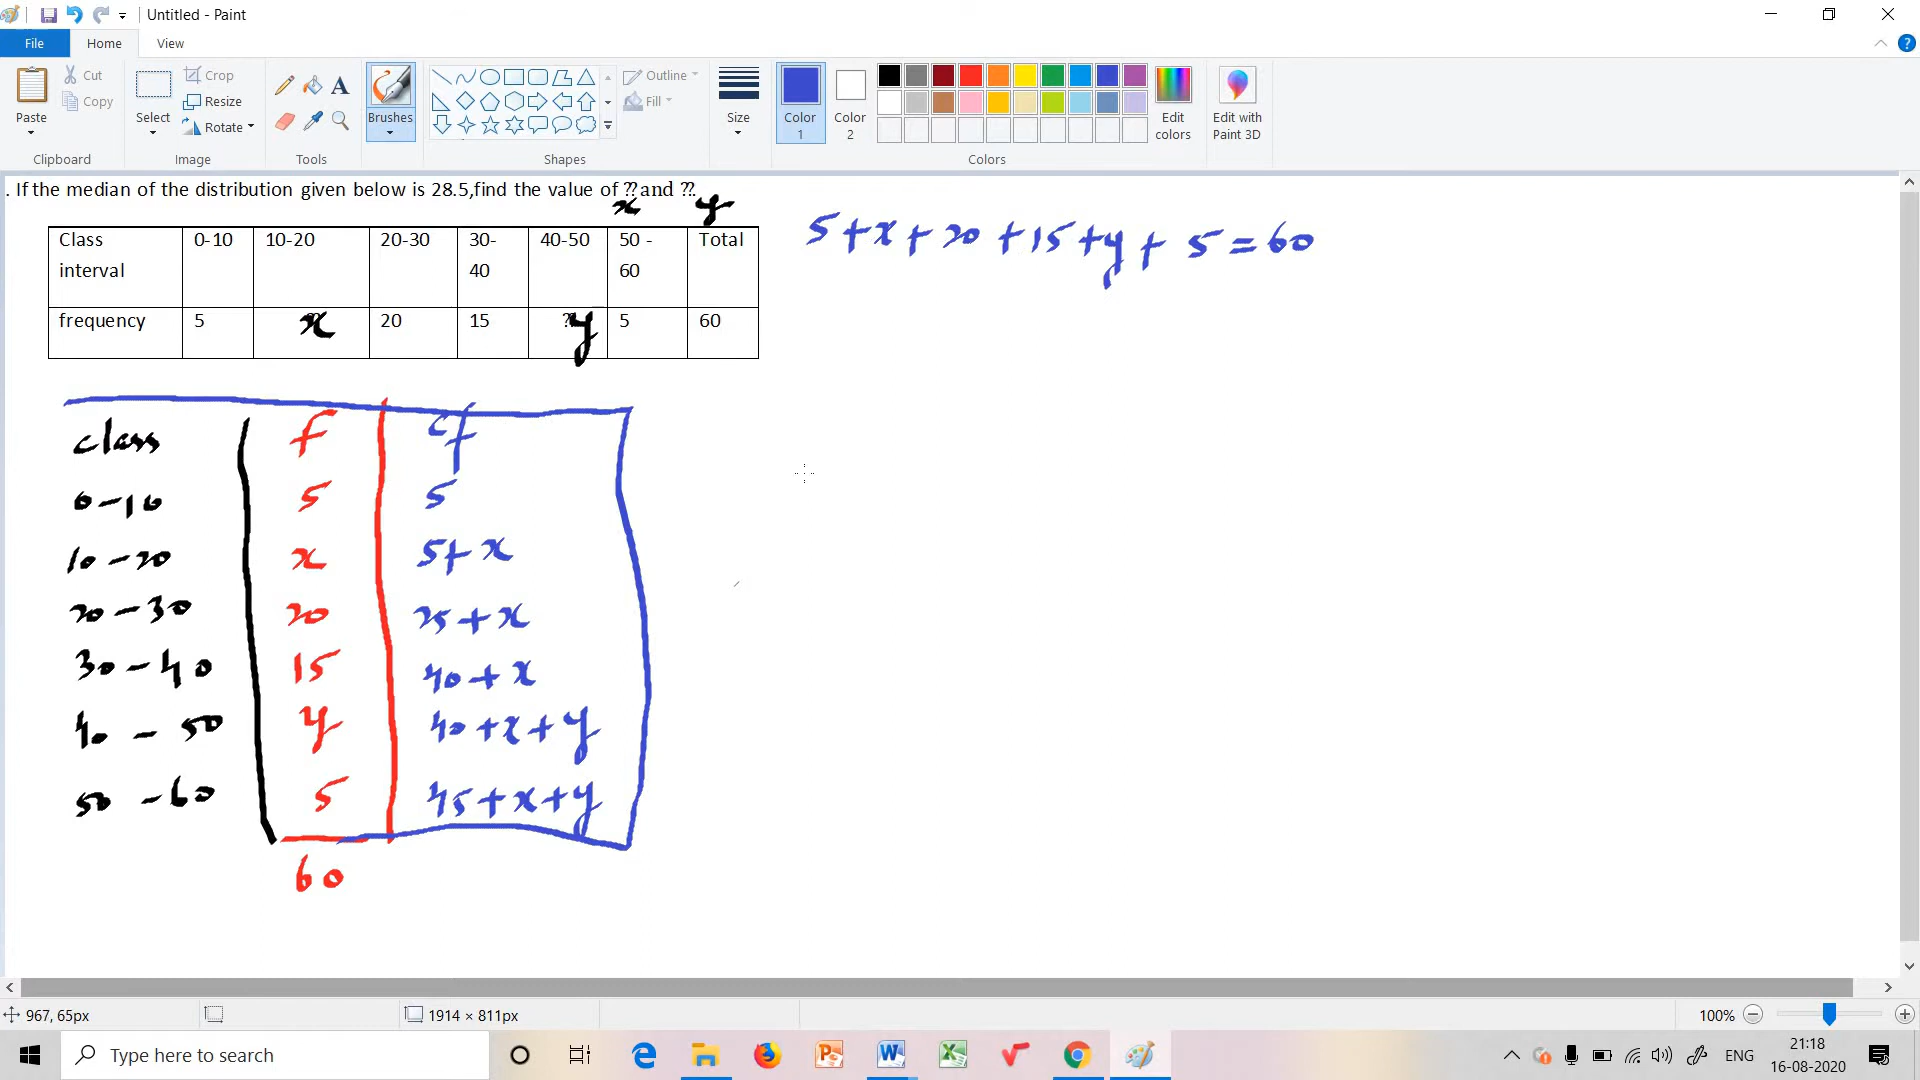 Untitled - Paint
File Home View
Paste Cut Copy Clipboard
Select Crop Resize Rotate Image
Tools
Brushes
Outline Fill Shapes
Size
Color 1 Color 2 Edit colors Edit with Paint 3D Colors
. If the median of the distribution given below is 28.5,find the value of ?? and ??.
x y
Class interval 0-10 10-20 20-30 30-40 40-50 50 - 60 Total
frequency 5 x 20 15 y 5 60
5+x+20+15+y+5=60
class f cf
0-10 5 5
10-20 x 5+x
20-30 20 25+x
30-40 15 40+x
40-50 y 40+x+y
50-60 5 45+x+y
60
967, 65px 1914 × 811px 100%
Type here to search ENG 21:18
16-08-2020